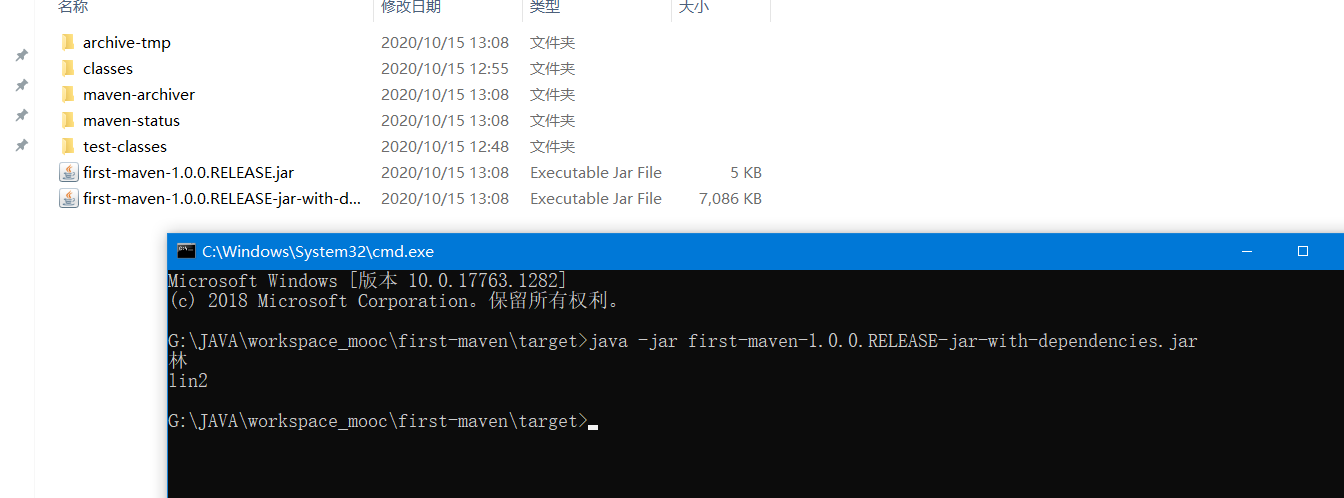 名称 修改日期 类型 大小
archive-tmp 2020/10/15 13:08 文件夹
classes 2020/10/15 12:55 文件夹
maven-archiver 2020/10/15 13:08 文件夹
maven-status 2020/10/15 13:08 文件夹
test-classes 2020/10/15 12:48 文件夹
first-maven-1.0.0.RELEASE.jar 2020/10/15 13:08 Executable Jar File 5 KB
first-maven-1.0.0.RELEASE-jar-with-d... 2020/10/15 13:08 Executable Jar File 7,086 KB
C:\Windows\System32\cmd.exe
Microsoft Windows [版本 10.0.17763.1282]
(c) 2018 Microsoft Corporation。保留所有权利。
G:\JAVA\workspace_mooc\first-maven\target>java -jar first-maven-1.0.0.RELEASE-jar-with-dependencies.jar
林
lin2
G:\JAVA\workspace_mooc\first-maven\target>